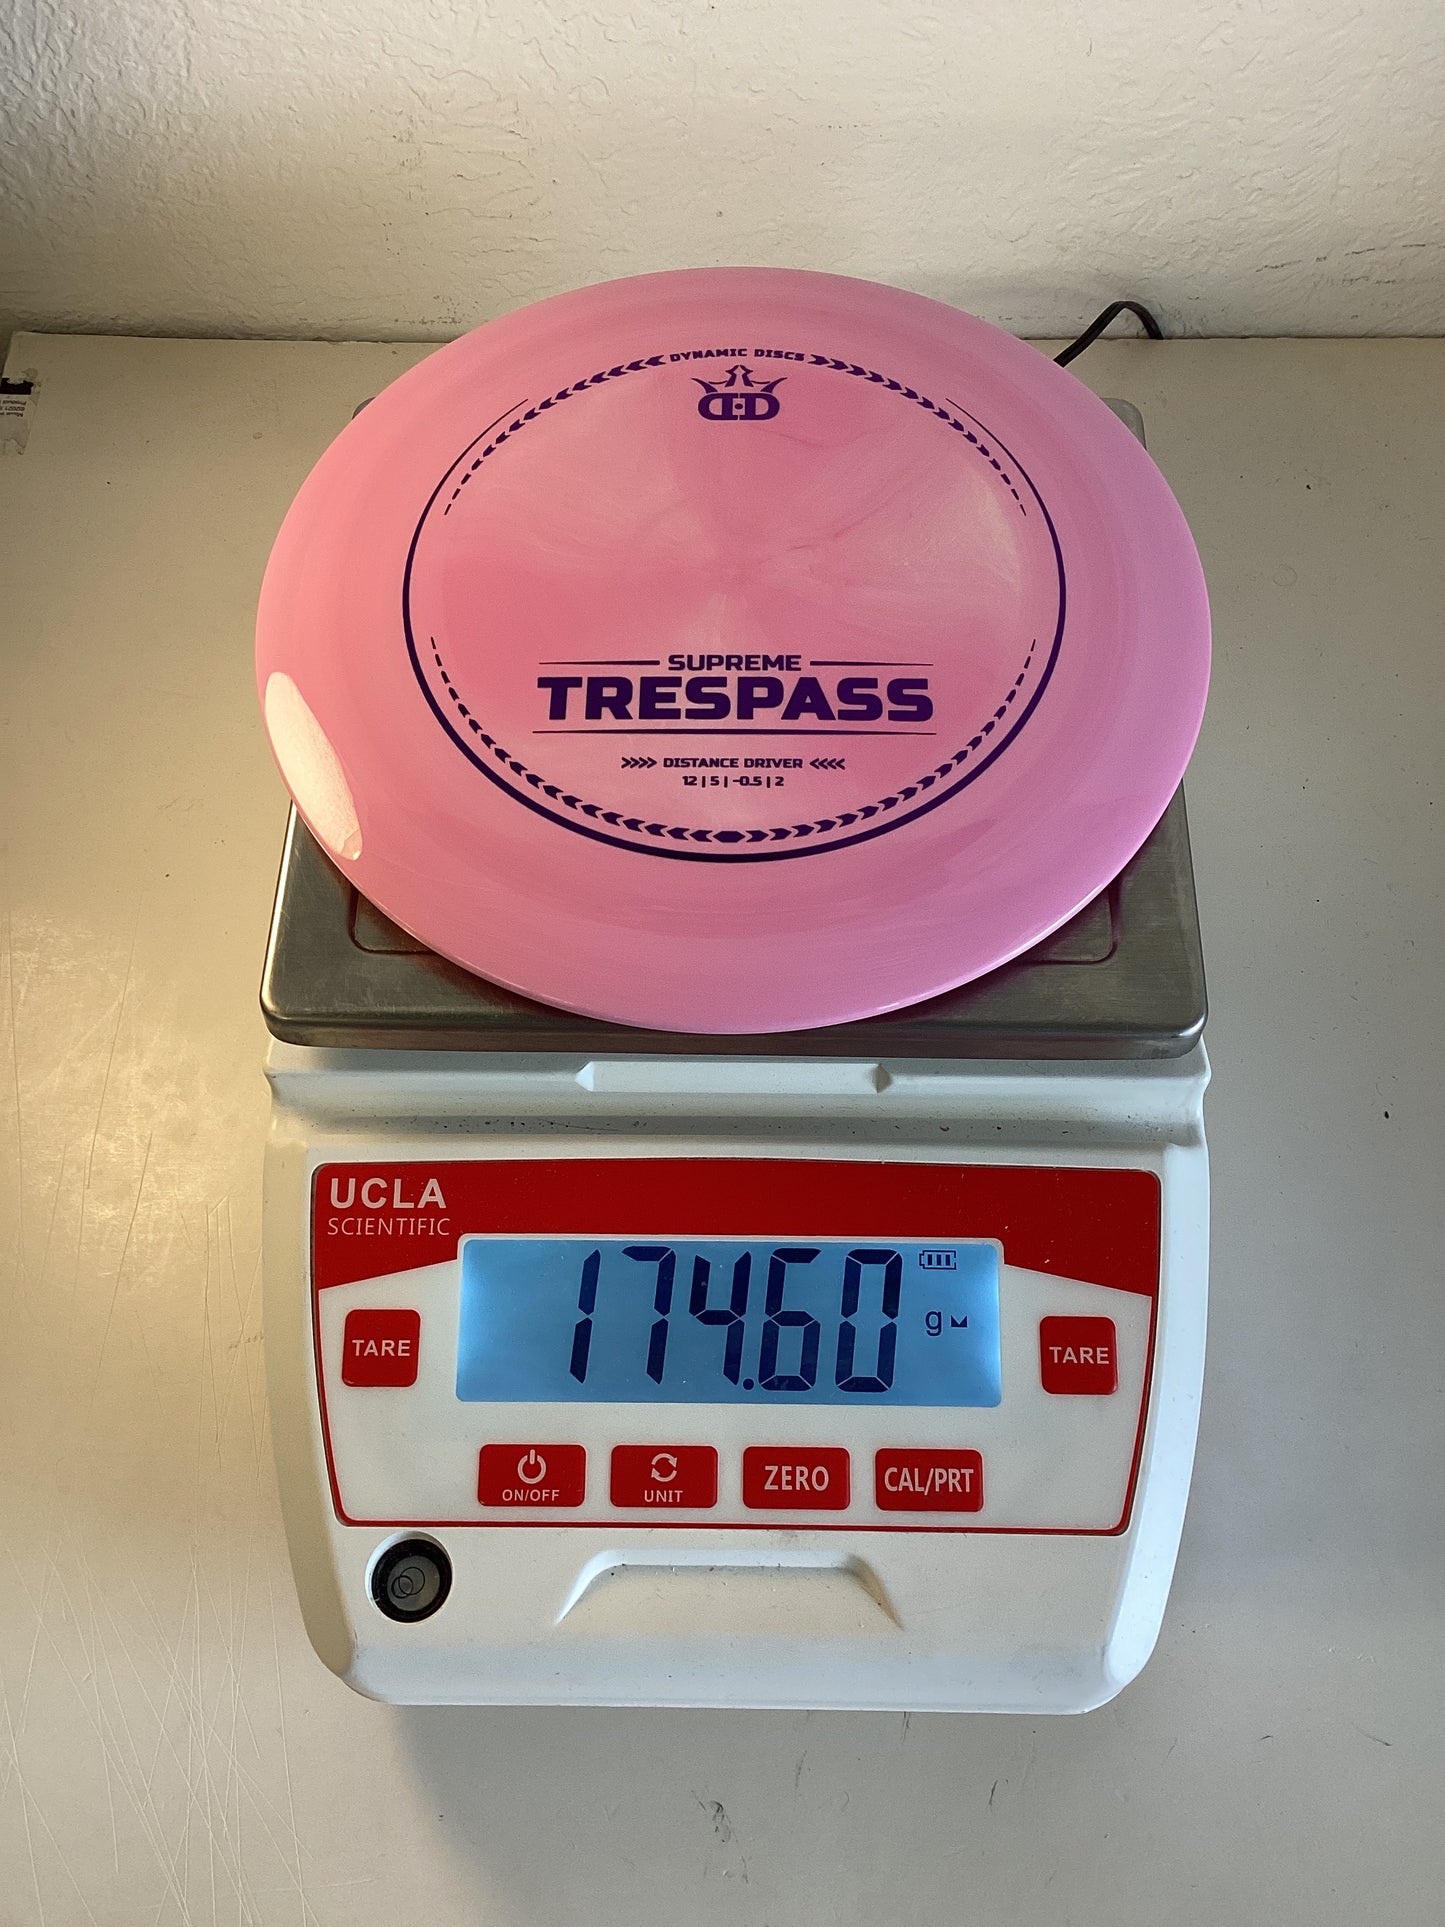 DYNAMIC DISCS
DD
SUPREME
TRESPASS
>>>> DISTANCE DRIVER <<<<
12 | 5 | -0.5 | 2
UCLA
SCIENTIFIC
174.60
g
TARE
TARE
ON/OFF
UNIT
ZERO
CAL/PRT